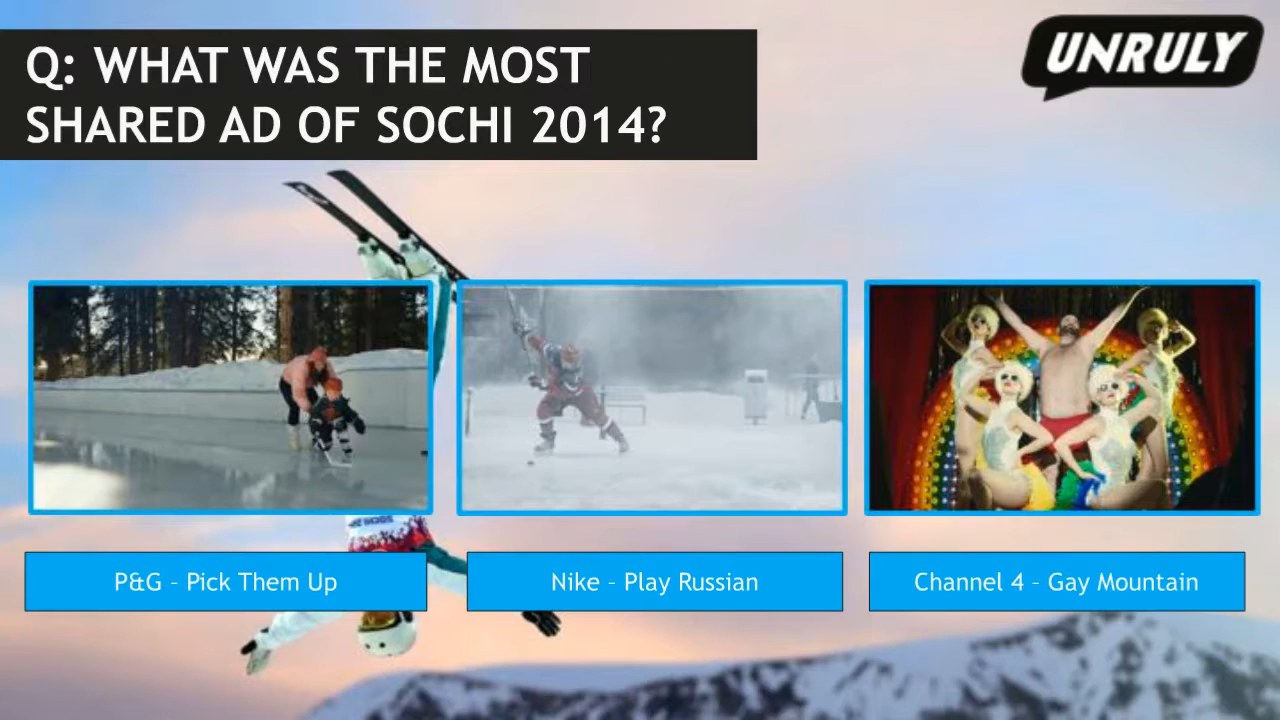 Q: WHAT WAS THE MOST
SHARED AD OF SOCHI 2014?
UNRULY
P&G – Pick Them Up
Nike – Play Russian
Channel 4 – Gay Mountain